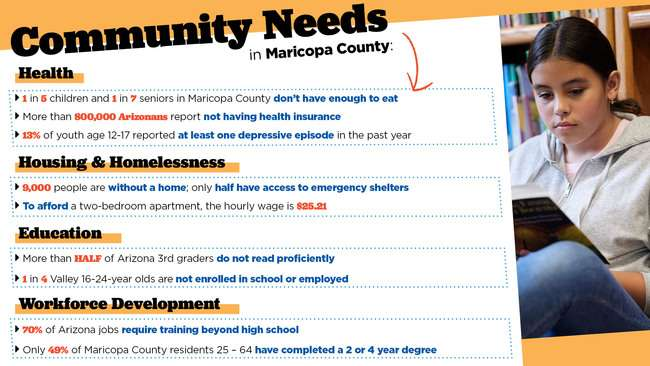 Community Needs
in Maricopa County:
Health
1 in 5 children and 1 in 7 seniors in Maricopa County don't have enough to eat
More than 800,000 Arizonans report not having health insurance
13% of youth age 12-17 reported at least one depressive episode in the past year
Housing & Homelessness
9,000 people are without a home; only half have access to emergency shelters
To afford a two-bedroom apartment, the hourly wage is $25.21
Education
More than HALF of Arizona 3rd graders do not read proficiently
1 in 4 Valley 16-24-year olds are not enrolled in school or employed
Workforce Development
70% of Arizona jobs require training beyond high school
Only 49% of Maricopa County residents 25 – 64 have completed a 2 or 4 year degree